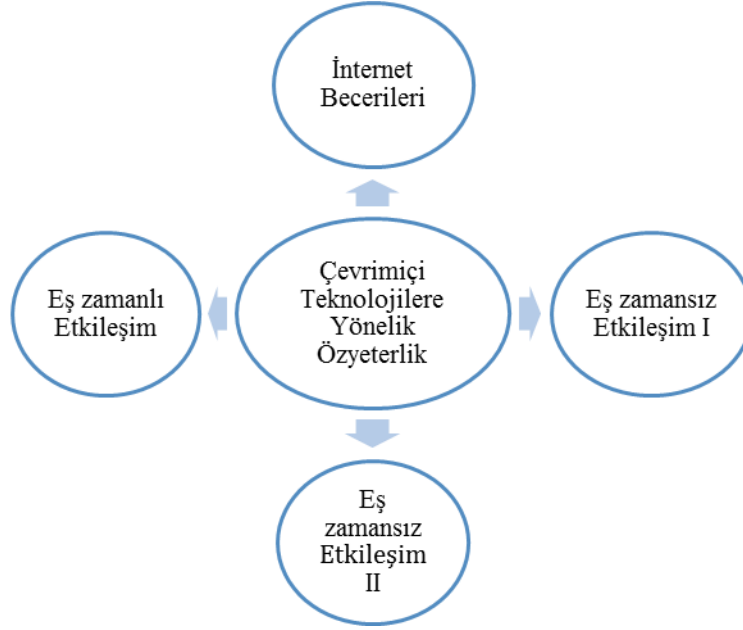 İnternet
Becerileri
Eş zamanlı
Etkileşim
Çevrimiçi
Teknolojilere
Yönelik
Özyeterlik
Eş zamansız
Etkileşim I
Eş
zamansız
Etkileşim
II